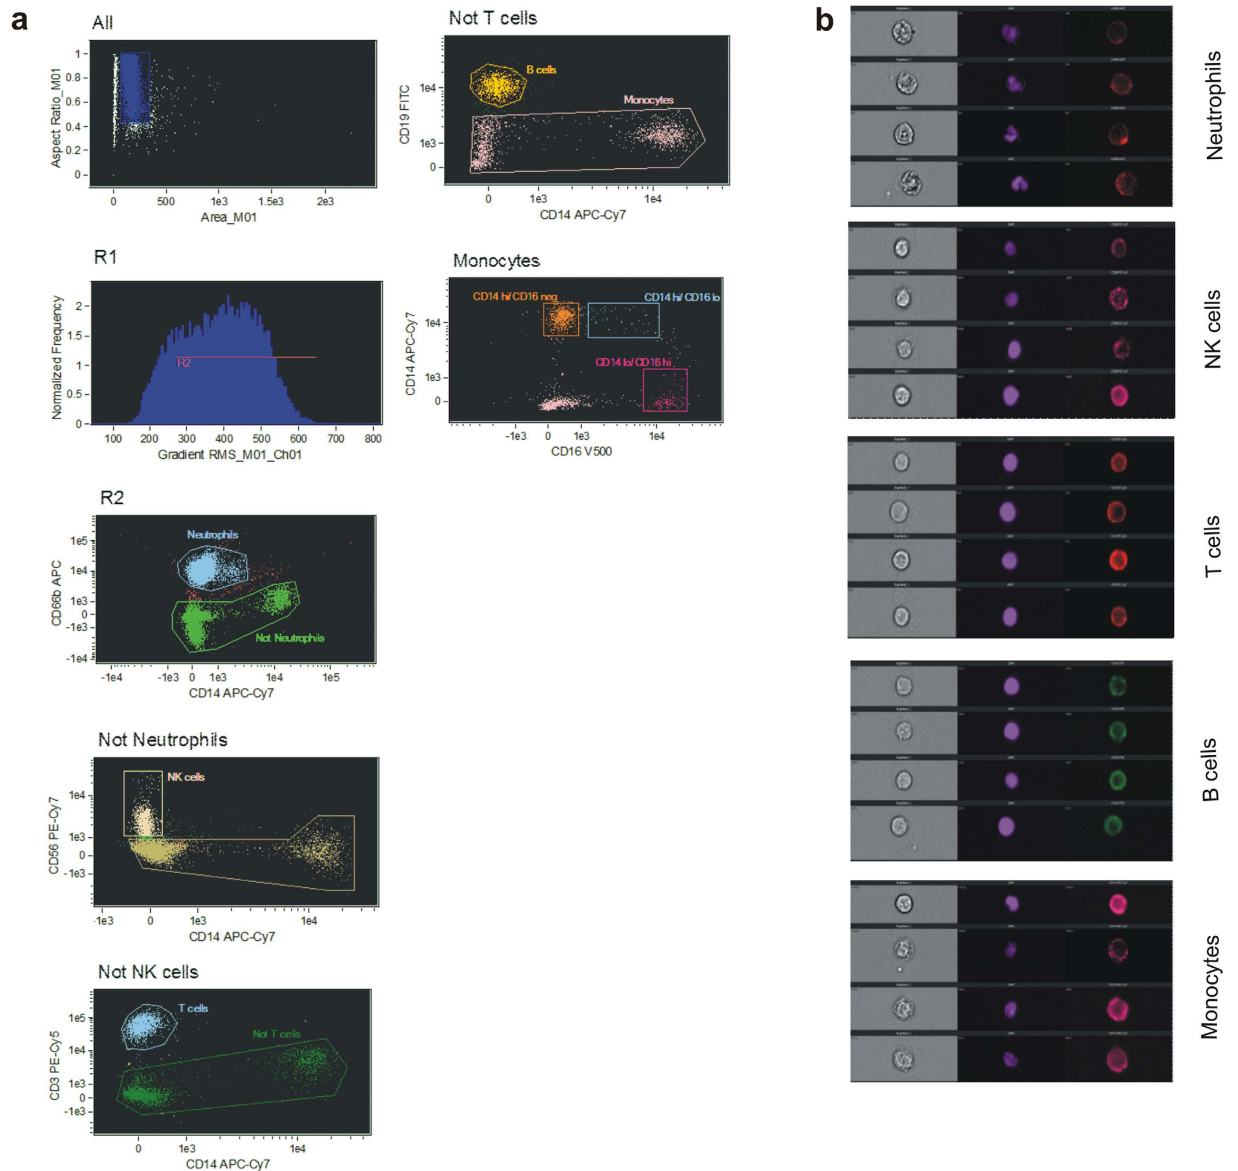 a
All
Aspect Ratio_M01
1
0.8
0.6
0.4
0.2
0
0
500
1e3
1.5e3
2e3
Area_M01
R1
Normalized Frequency
2
1.5
1
0.5
0
R2
100
200
300
400
500
600
700
800
Gradient RMS_M01_Ch01
R2
CD66b APC
1e5
1e4
1e3
0
-1e3
-1e4
Neutrophils
Not Neutrophils
-1e4
-1e3
0
1e3
1e4
1e5
CD14 APC-Cy7
Not Neutrophils
CD56 PE-Cy7
1e4
1e3
0
-1e3
NK cells
-1e3
0
1e3
1e4
CD14 APC-Cy7
Not NK cells
CD3 PE-Cy5
1e5
1e4
1e3
0
-1e3
T cells
Not T cells
0
1e3
1e4
CD14 APC-Cy7
Not T cells
CD19 FITC
1e4
1e3
0
B cells
Monocytes
0
1e3
1e4
CD14 APC-Cy7
Monocytes
CD14 APC-Cy7
1e4
1e3
0
CD14 hi/CD16 neg
CD14 hi/CD16 lo
CD14 lo/CD16 hi
-1e3
0
1e3
1e4
CD16 V500
b
Neutrophils
NK cells
T cells
B cells
Monocytes